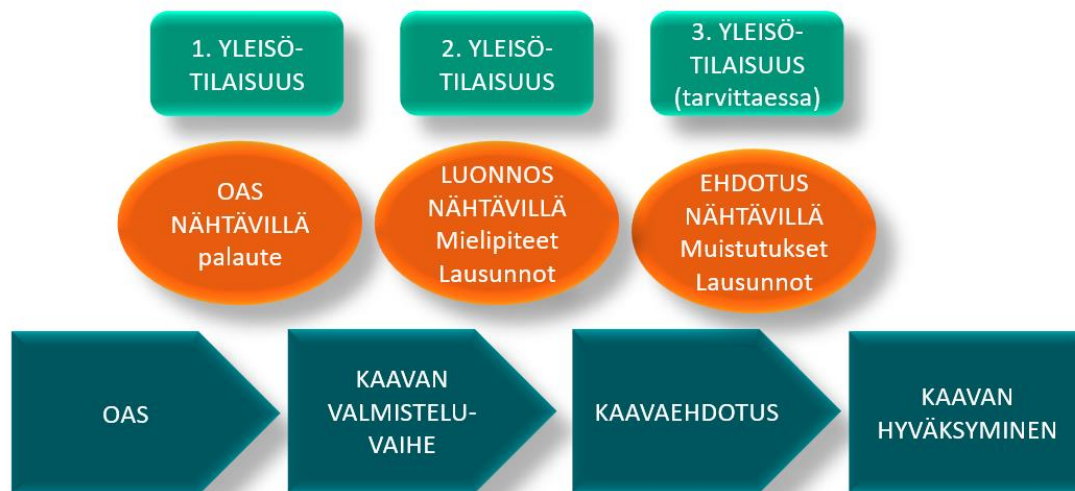 1. YLEISÖ-
TILAISUUS
2. YLEISÖ-
TILAISUUS
3. YLEISÖ-
TILAISUUS
(tarvittaessa)
OAS
NÄHTÄVILLÄ
palaute
LUONNOS
NÄHTÄVILLÄ
Mielipiteet
Lausunnot
EHDOTUS
NÄHTÄVILLÄ
Muistutukset
Lausunnot
OAS
KAAVAN
VALMISTELU-
VAIHE
KAAVAEHDOTUS
KAAVAN
HYVÄKSYMINEN